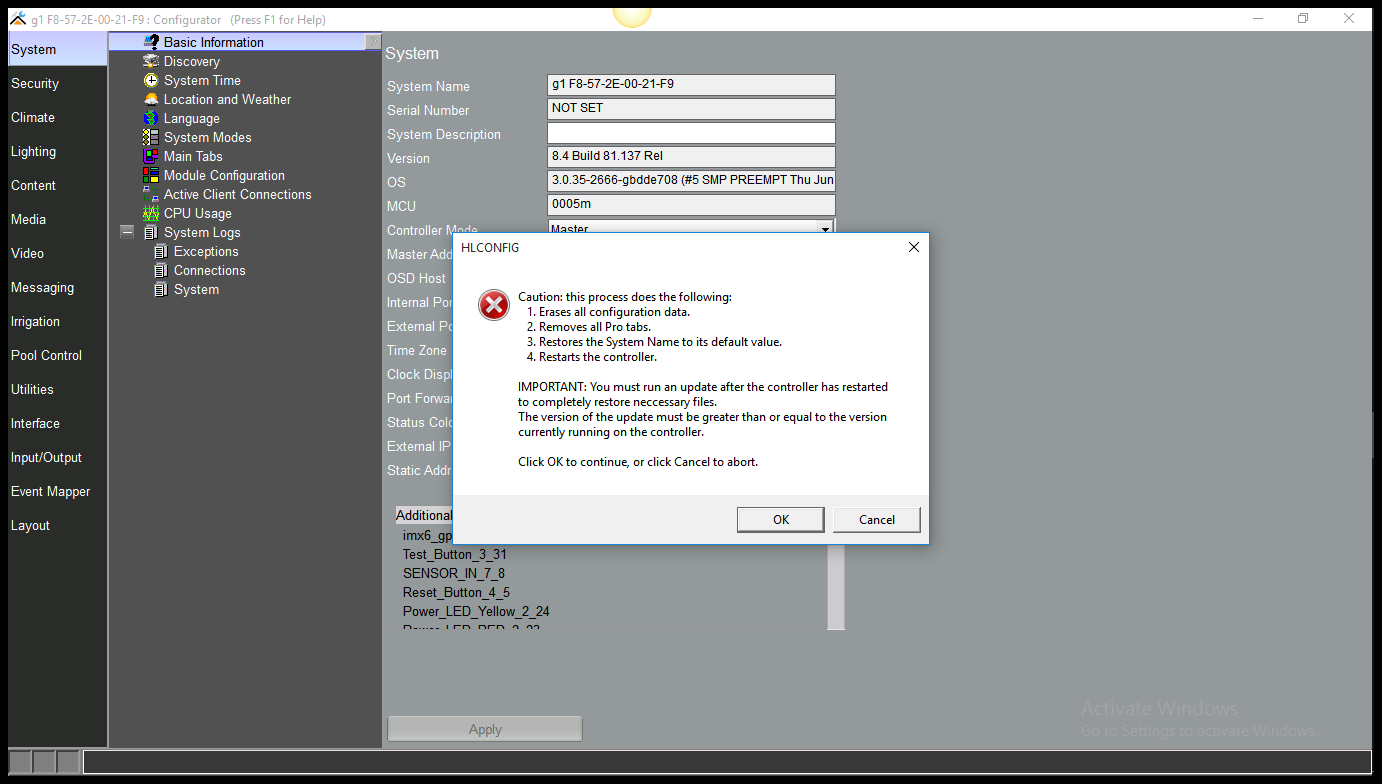 g1 F8-57-2E-00-21-F9 : Configurator (Press F1 for Help)
System
Security
Climate
Lighting
Content
Media
Video
Messaging
Irrigation
Pool Control
Utilities
Interface
Input/Output
Event Mapper
Layout
Basic Information
Discovery
System Time
Location and Weather
Language
System Modes
Main Tabs
Module Configuration
Active Client Connections
CPU Usage
System Logs
Exceptions
Connections
System
System
System Name g1 F8-57-2E-00-21-F9
Serial Number NOT SET
System Description
Version 8.4 Build 81.137 Rel
OS 3.0.35-2666-gbdde708 (#5 SMP PREEMPT Thu Jun
MCU 0005m
Controller Mode Master
Master Add
OSD Host
Internal Por
External Po
Time Zone
Clock Displ
Port Forwar
Status Colo
External IP
Static Addr
HLCONFIG
Caution: this process does the following:
1. Erases all configuration data.
2. Removes all Pro tabs.
3. Restores the System Name to its default value.
4. Restarts the controller.
IMPORTANT: You must run an update after the controller has restarted
to completely restore neccessary files.
The version of the update must be greater than or equal to the version
currently running on the controller.
Click OK to continue, or click Cancel to abort.
OK
Cancel
Additional
imx6_gp
Test_Button_3_31
SENSOR_IN_7_8
Reset_Button_4_5
Power_LED_Yellow_2_24
Power_LED_RED_2_23
Apply
Activate Windows
Go to Settings to activate Windows.